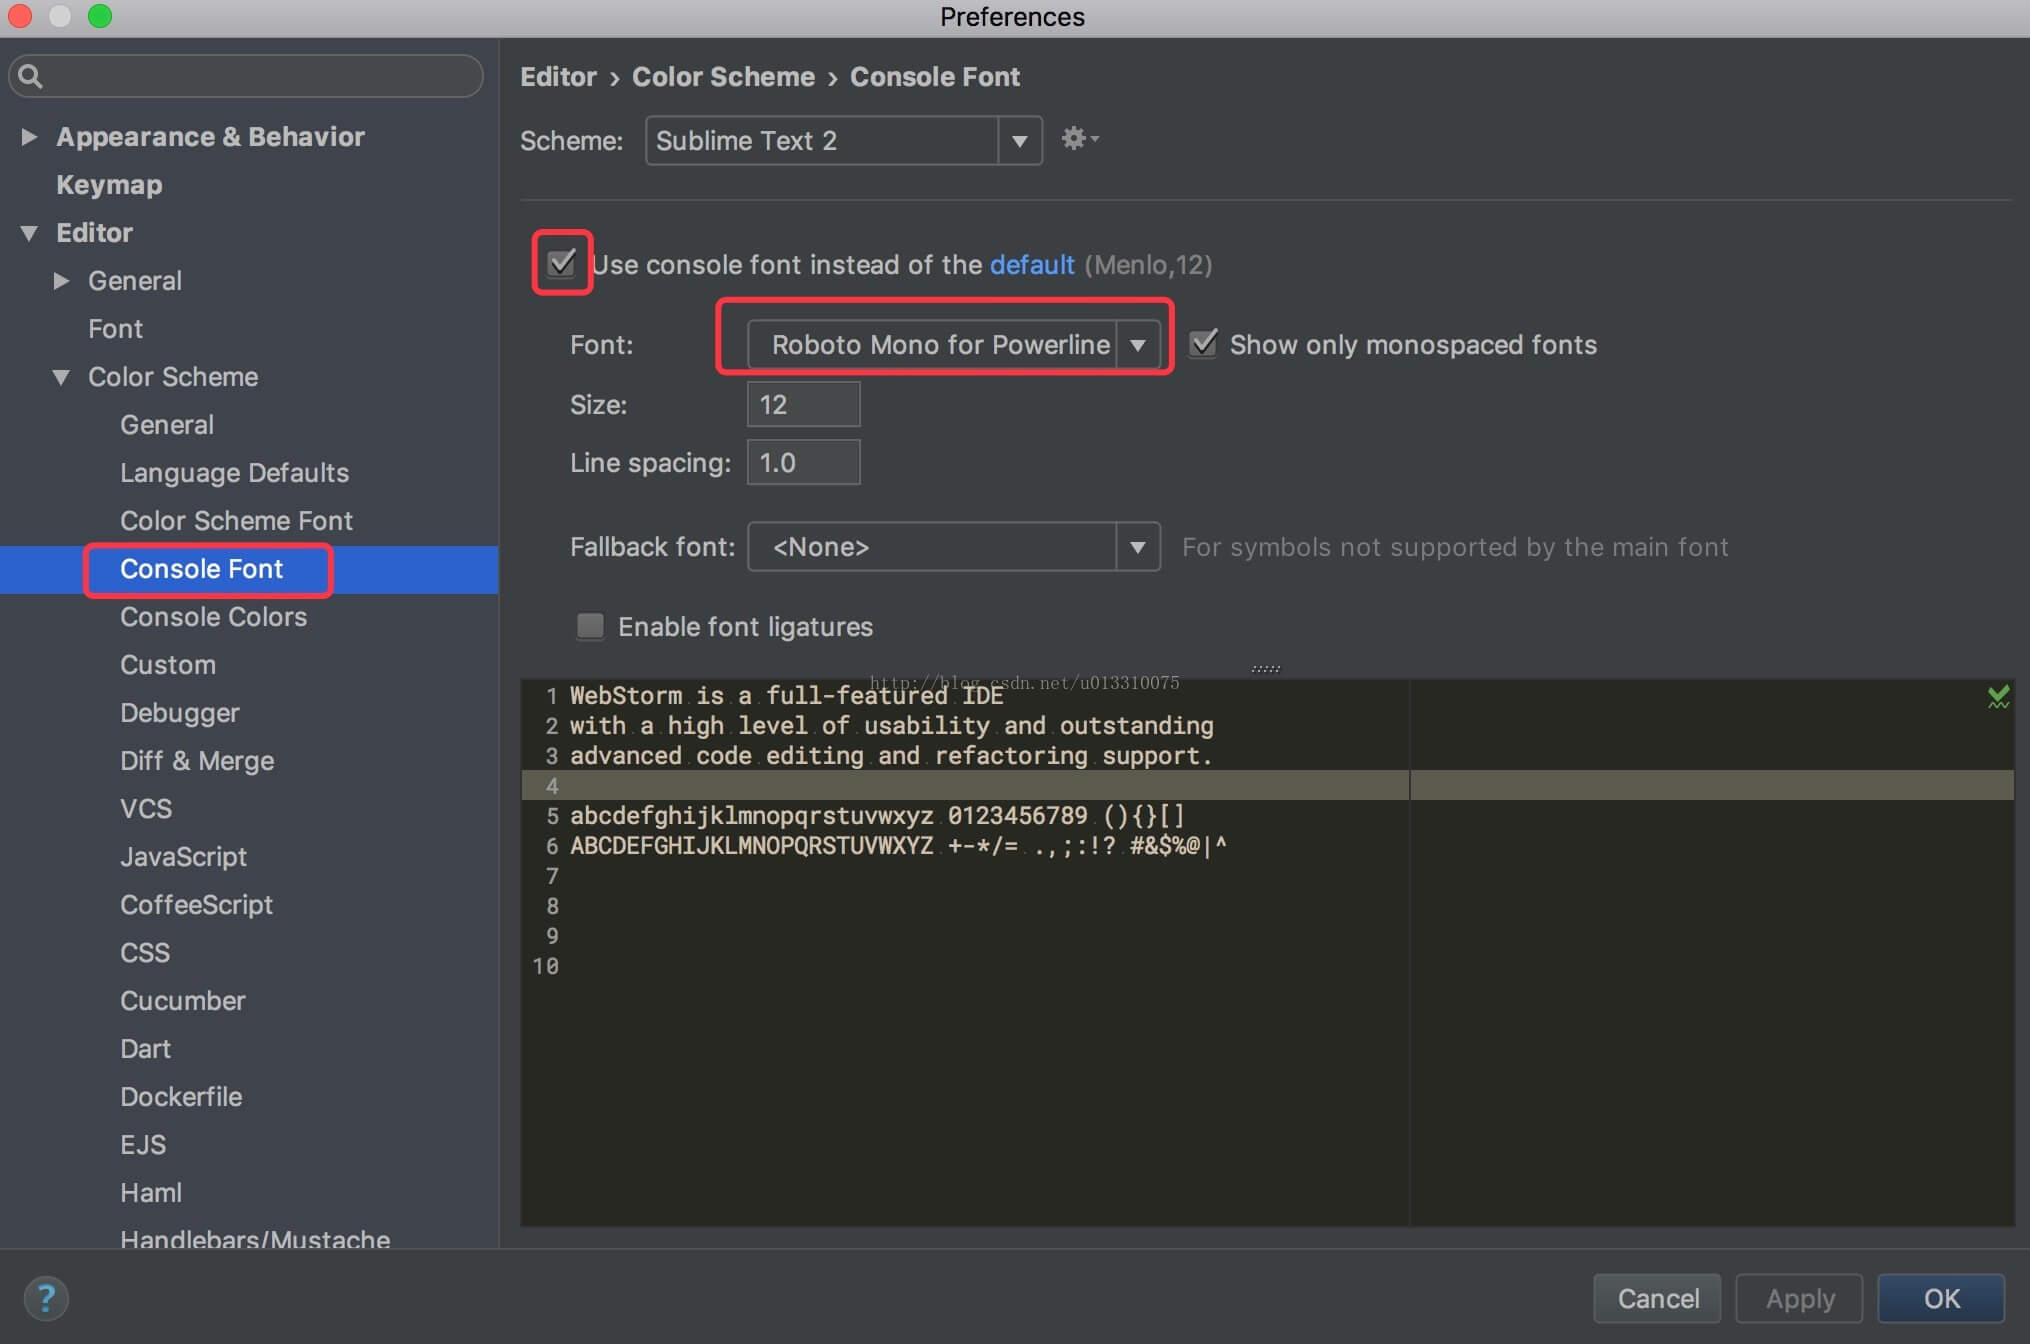 Preferences
Appearance & Behavior
Keymap
Editor
General
Font
Color Scheme
General
Language Defaults
Color Scheme Font
Console Font
Console Colors
Custom
Debugger
Diff & Merge
VCS
JavaScript
CoffeeScript
CSS
Cucumber
Dart
Dockerfile
EJS
Haml
Handlebars/Mustache
Editor › Color Scheme › Console Font
Scheme: Sublime Text 2
Use console font instead of the default (Menlo,12)
Font: Roboto Mono for Powerline Show only monospaced fonts
Size: 12
Line spacing: 1.0
Fallback font: <None> For symbols not supported by the main font
Enable font ligatures
http://blog.csdn.net/u013310075
1 WebStorm is a full-featured IDE
2 with a high level of usability and outstanding
3 advanced code editing and refactoring support.
4
5 abcdefghijklmnopqrstuvwxyz 0123456789 (){}[]
6 ABCDEFGHIJKLMNOPQRSTUVWXYZ +-*/= .,;:!? #&$%@|^
7
8
9
10
? Cancel Apply OK